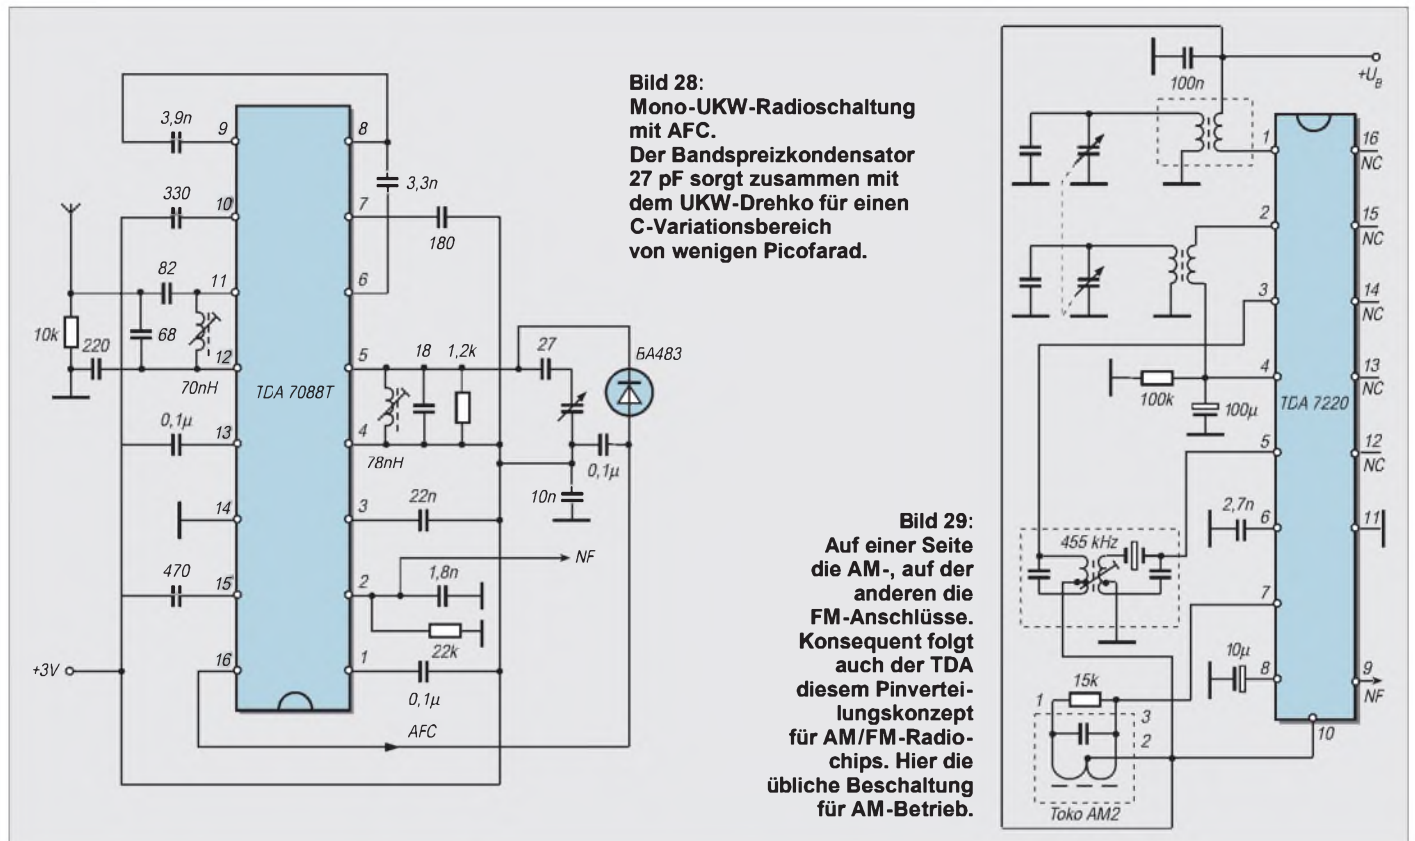 Bild 28:
Mono-UKW-Radioschaltung
mit AFC.
Der Bandspreizkondensator
27 pF sorgt zusammen mit
dem UKW-Drehko für einen
C-Variationsbereich
von wenigen Picofarad.
3,9n
9
8
3,3n
330
10
7
180
82
11
6
10k
220
68
12
70nH
TDA 7088T
5
18
1,2k
27
BA483
0,1µ
13
4
78nH
0,1µ
10n
14
3
22n
NF
470
15
2
1,8n
22k
+3V
16
1
0,1µ
AFC
Bild 29:
Auf einer Seite
die AM-, auf der
anderen die
FM-Anschlüsse.
Konsequent folgt
auch der TDA
diesem Pinvertei-
lungskonzept
für AM/FM-Radio-
chips. Hier die
übliche Beschaltung
für AM-Betrieb.
100n
+UB
1
16
NC
2
15
NC
3
14
NC
4
13
NC
100k
100µ
TDA 7220
5
12
NC
2,7n
6
11
455 kHz
7
10µ
8
9
NF
15k
1
3
2
10
Toko AM2